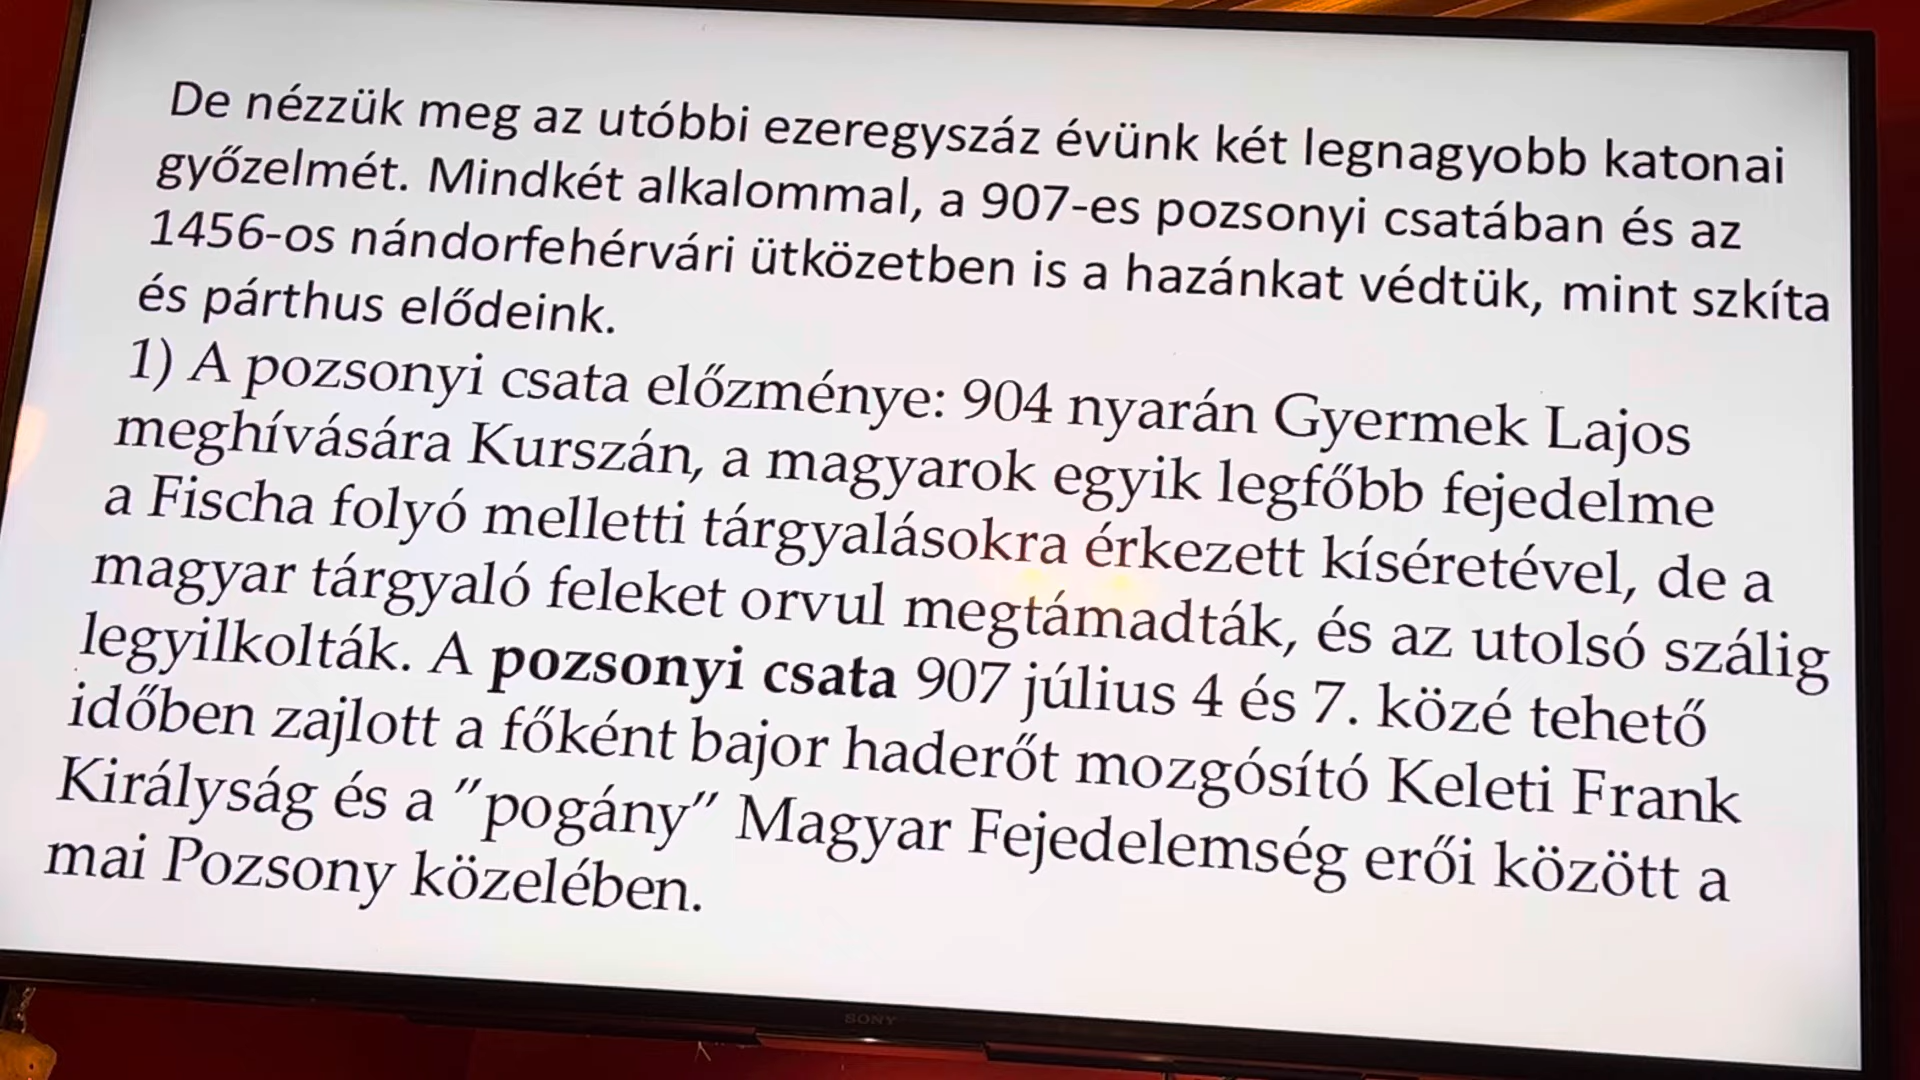 De nézzük meg az utóbbi ezeregyszáz évünk két legnagyobb katonai
győzelmét. Mindkét alkalommal, a 907-es pozsonyi csatában és az
1456-os nándorfehérvári ütközetben is a hazánkat védtük, mint szkíta
és párthus elődeink.
1) A pozsonyi csata előzménye: 904 nyarán Gyermek Lajos
meghívására Kurszán, a magyarok egyik legfőbb fejedelme
a Fischa folyó melletti tárgyalásokra érkezett kíséretével, de a
magyar tárgyaló feleket orvul megtámadták, és az utolsó szálig
legyilkolták. A pozsonyi csata 907 július 4 és 7. közé tehető
időben zajlott a főként bajor haderőt mozgósító Keleti Frank
Királyság és a "pogány" Magyar Fejedelemség erői között a
mai Pozsony közelében.
SONY